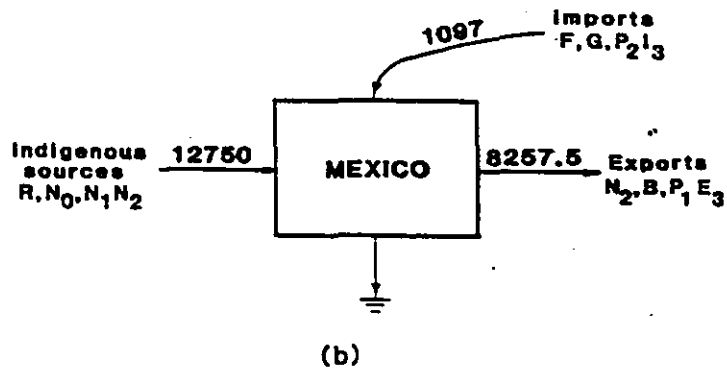 Imports
F, G, P₂I₃
1097
Indigenous
sources
R, N₀, N₁N₂
12750
MEXICO
8257.5
Exports
N₂, B, P₁ E₃
(b)